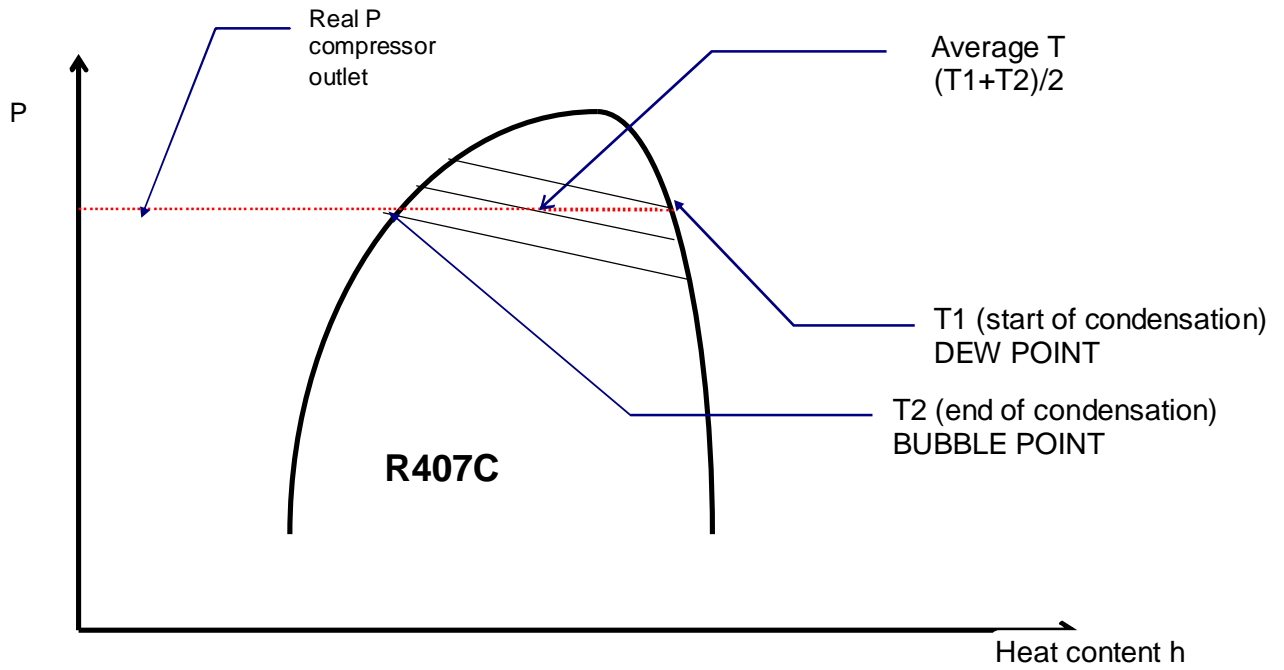 Real P
compressor
outlet
Average T
(T1+T2)/2
P
T1 (start of condensation)
DEW POINT
T2 (end of condensation)
BUBBLE POINT
R407C
Heat content h